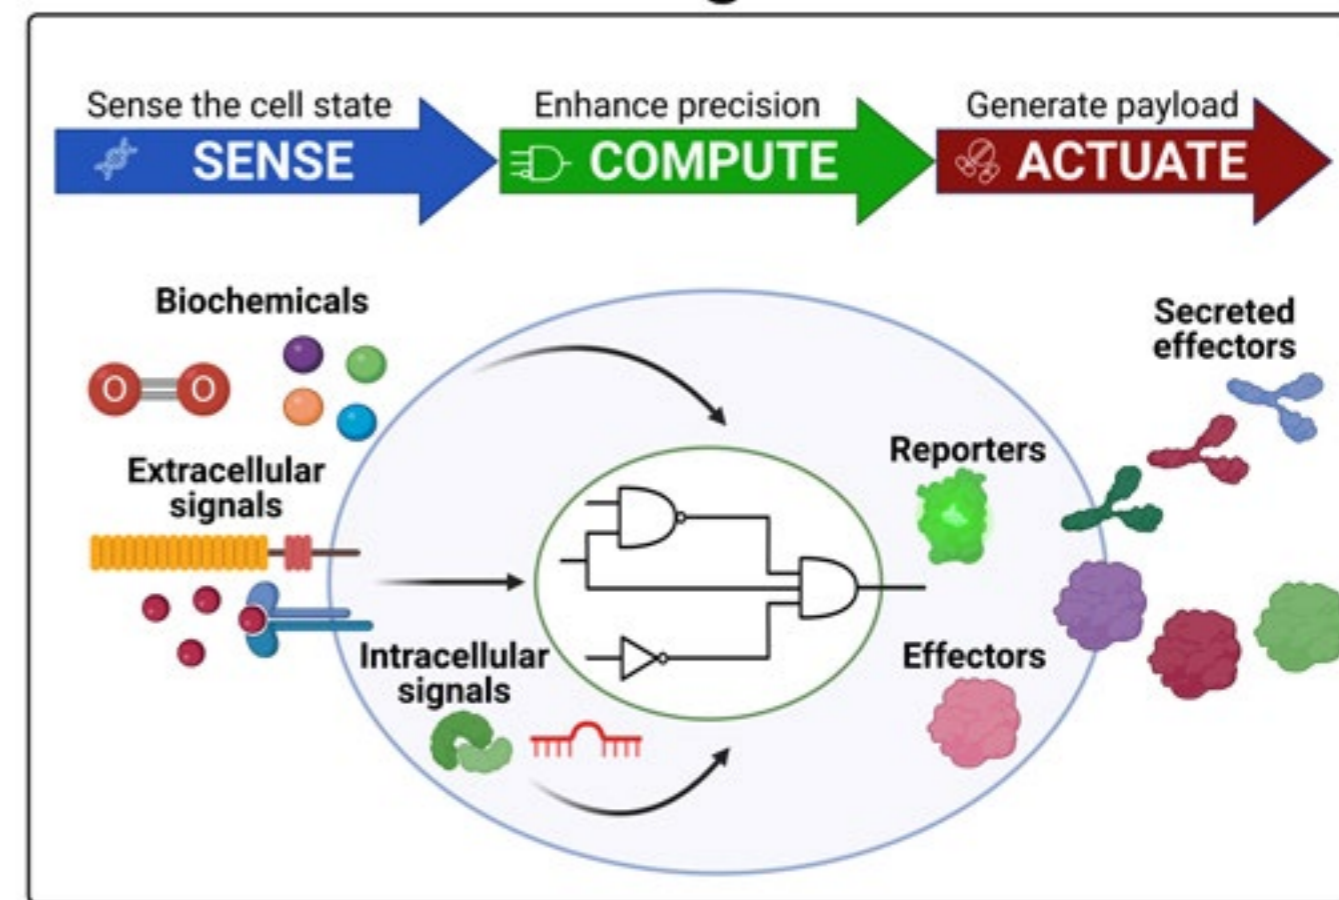 Sense the cell state
SENSE
Enhance precision
COMPUTE
Generate payload
ACTUATE
Biochemicals
O O
Extracellular
signals
Intracellular
signals
Reporters
Effectors
Secreted
effectors